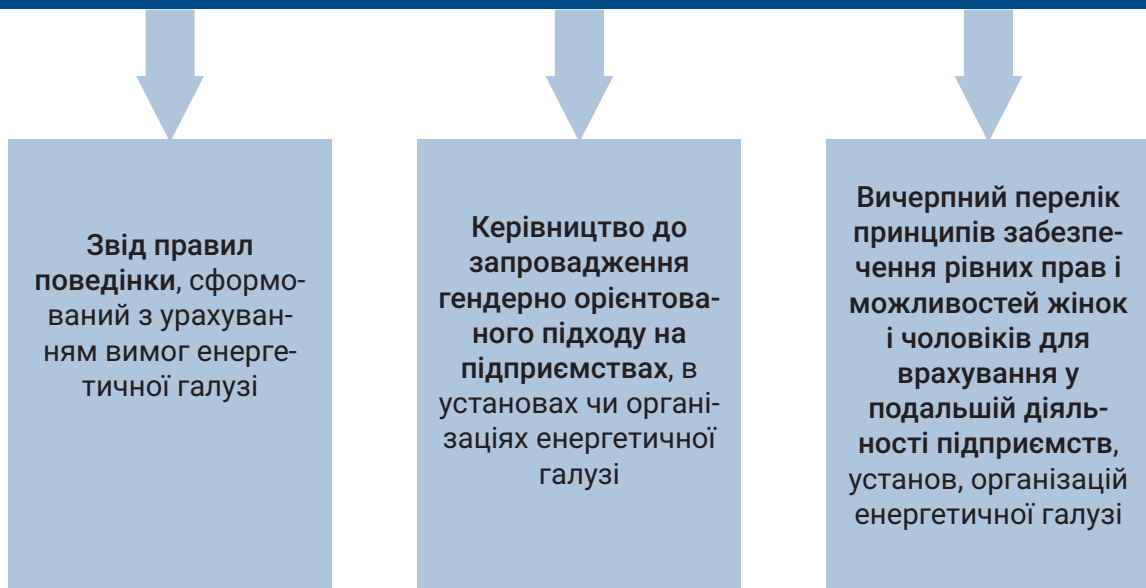 Звід правил
поведінки, сформо-
ваний з урахуван-
ням вимог енерге-
тичної галузі
Керівництво до
запровадження
гендерно орієнтова-
ного підходу на
підприємствах, в
установах чи органі-
заціях енергетичної
галузі
Вичерпний перелік
принципів забезпе-
чення рівних прав і
можливостей жінок
і чоловіків для
врахування у
подальшій діяль-
ності підприємств,
установ, організацій
енергетичної галузі